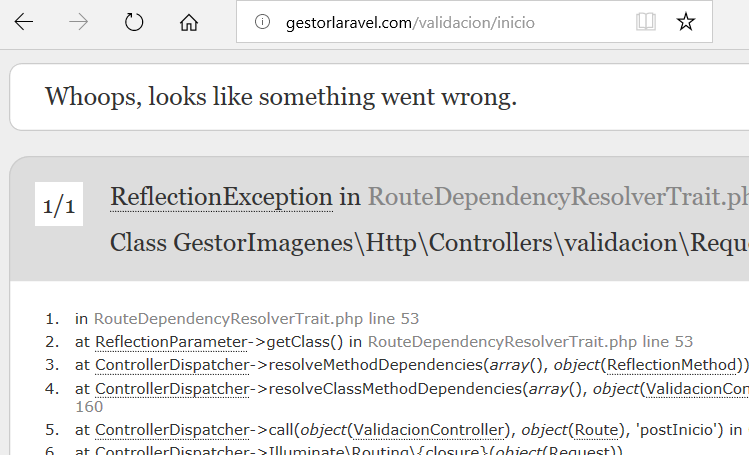 gestorlaravel.com/validacion/inicio
Whoops, looks like something went wrong.
1/1
ReflectionException in RouteDependencyResolverTrait.ph
Class GestorImagenes\Http\Controllers\validacion\Reque
1. in RouteDependencyResolverTrait.php line 53
2. at ReflectionParameter->getClass() in RouteDependencyResolverTrait.php line 53
3. at ControllerDispatcher->resolveMethodDependencies(array(), object(ReflectionMethod))
4. at ControllerDispatcher->resolveClassMethodDependencies(array(), object(ValidacionCon
160
5. at ControllerDispatcher->call(object(ValidacionController), object(Route), 'postInicio') in
6. at ControllerDispatcher->Illuminate\Routing\{closure}(object(Request))